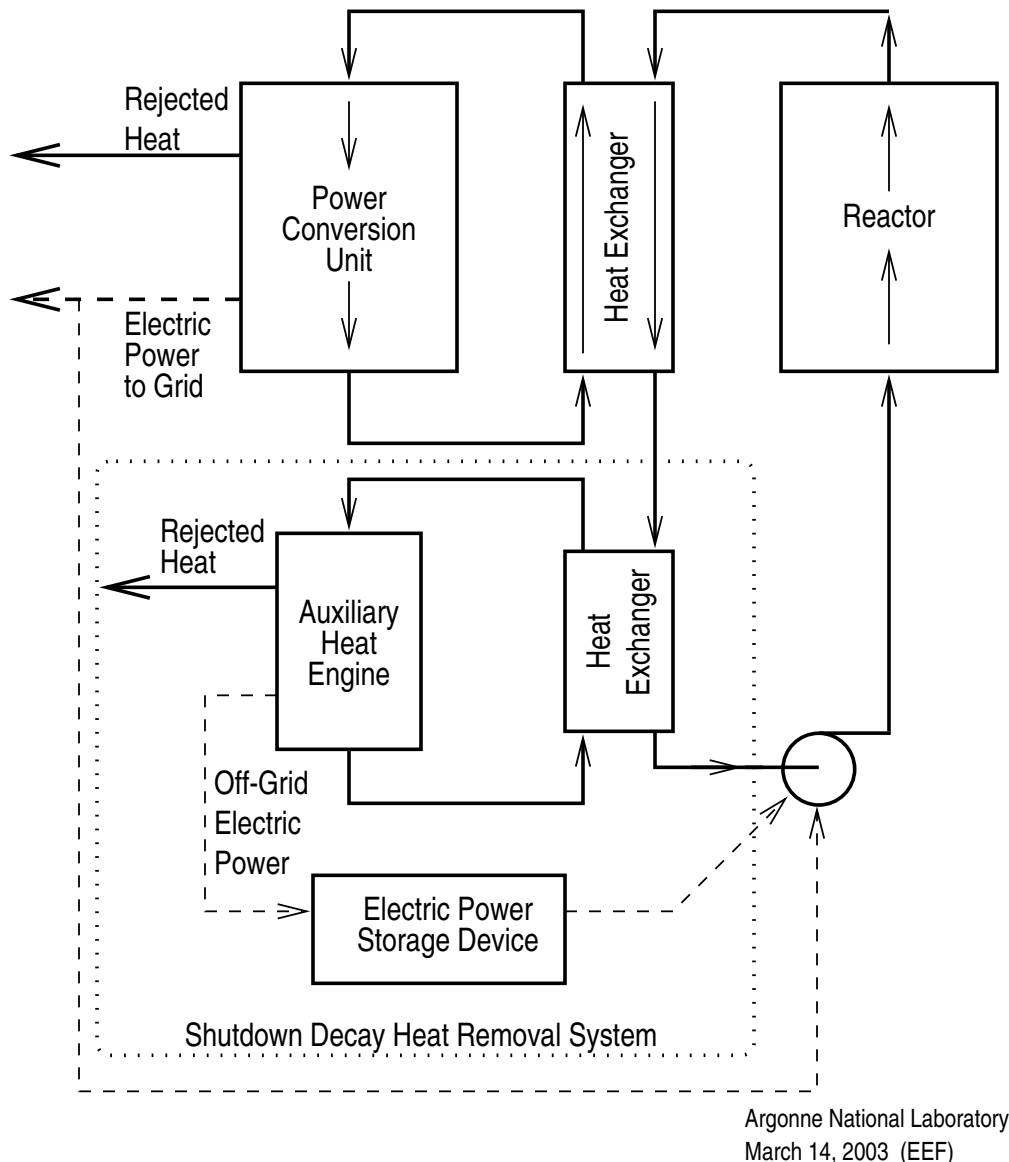 Rejected
Heat
Power
Conversion
Unit
Heat Exchanger
Reactor
Electric
Power
to Grid
Rejected
Heat
Auxiliary
Heat
Engine
Heat
Exchanger
Off-Grid
Electric
Power
Electric Power
Storage Device
Shutdown Decay Heat Removal System
Argonne National Laboratory
March 14, 2003 (EEF)